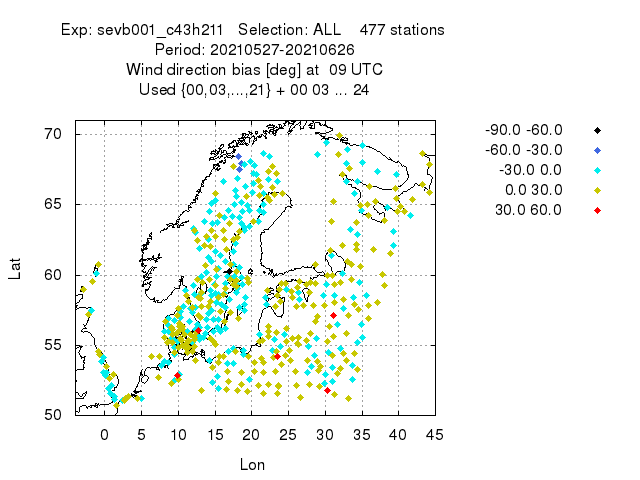 Exp: sevb001_c43h211   Selection: ALL    477 stations
Period: 20210527-20210626
Wind direction bias [deg] at  09 UTC
Used {00,03,...,21} + 00 03 ... 24
-90.0 -60.0
-60.0 -30.0
-30.0 0.0
0.0 30.0
30.0 60.0
70
65
60
55
50
Lat
0 5 10 15 20 25 30 35 40 45
Lon